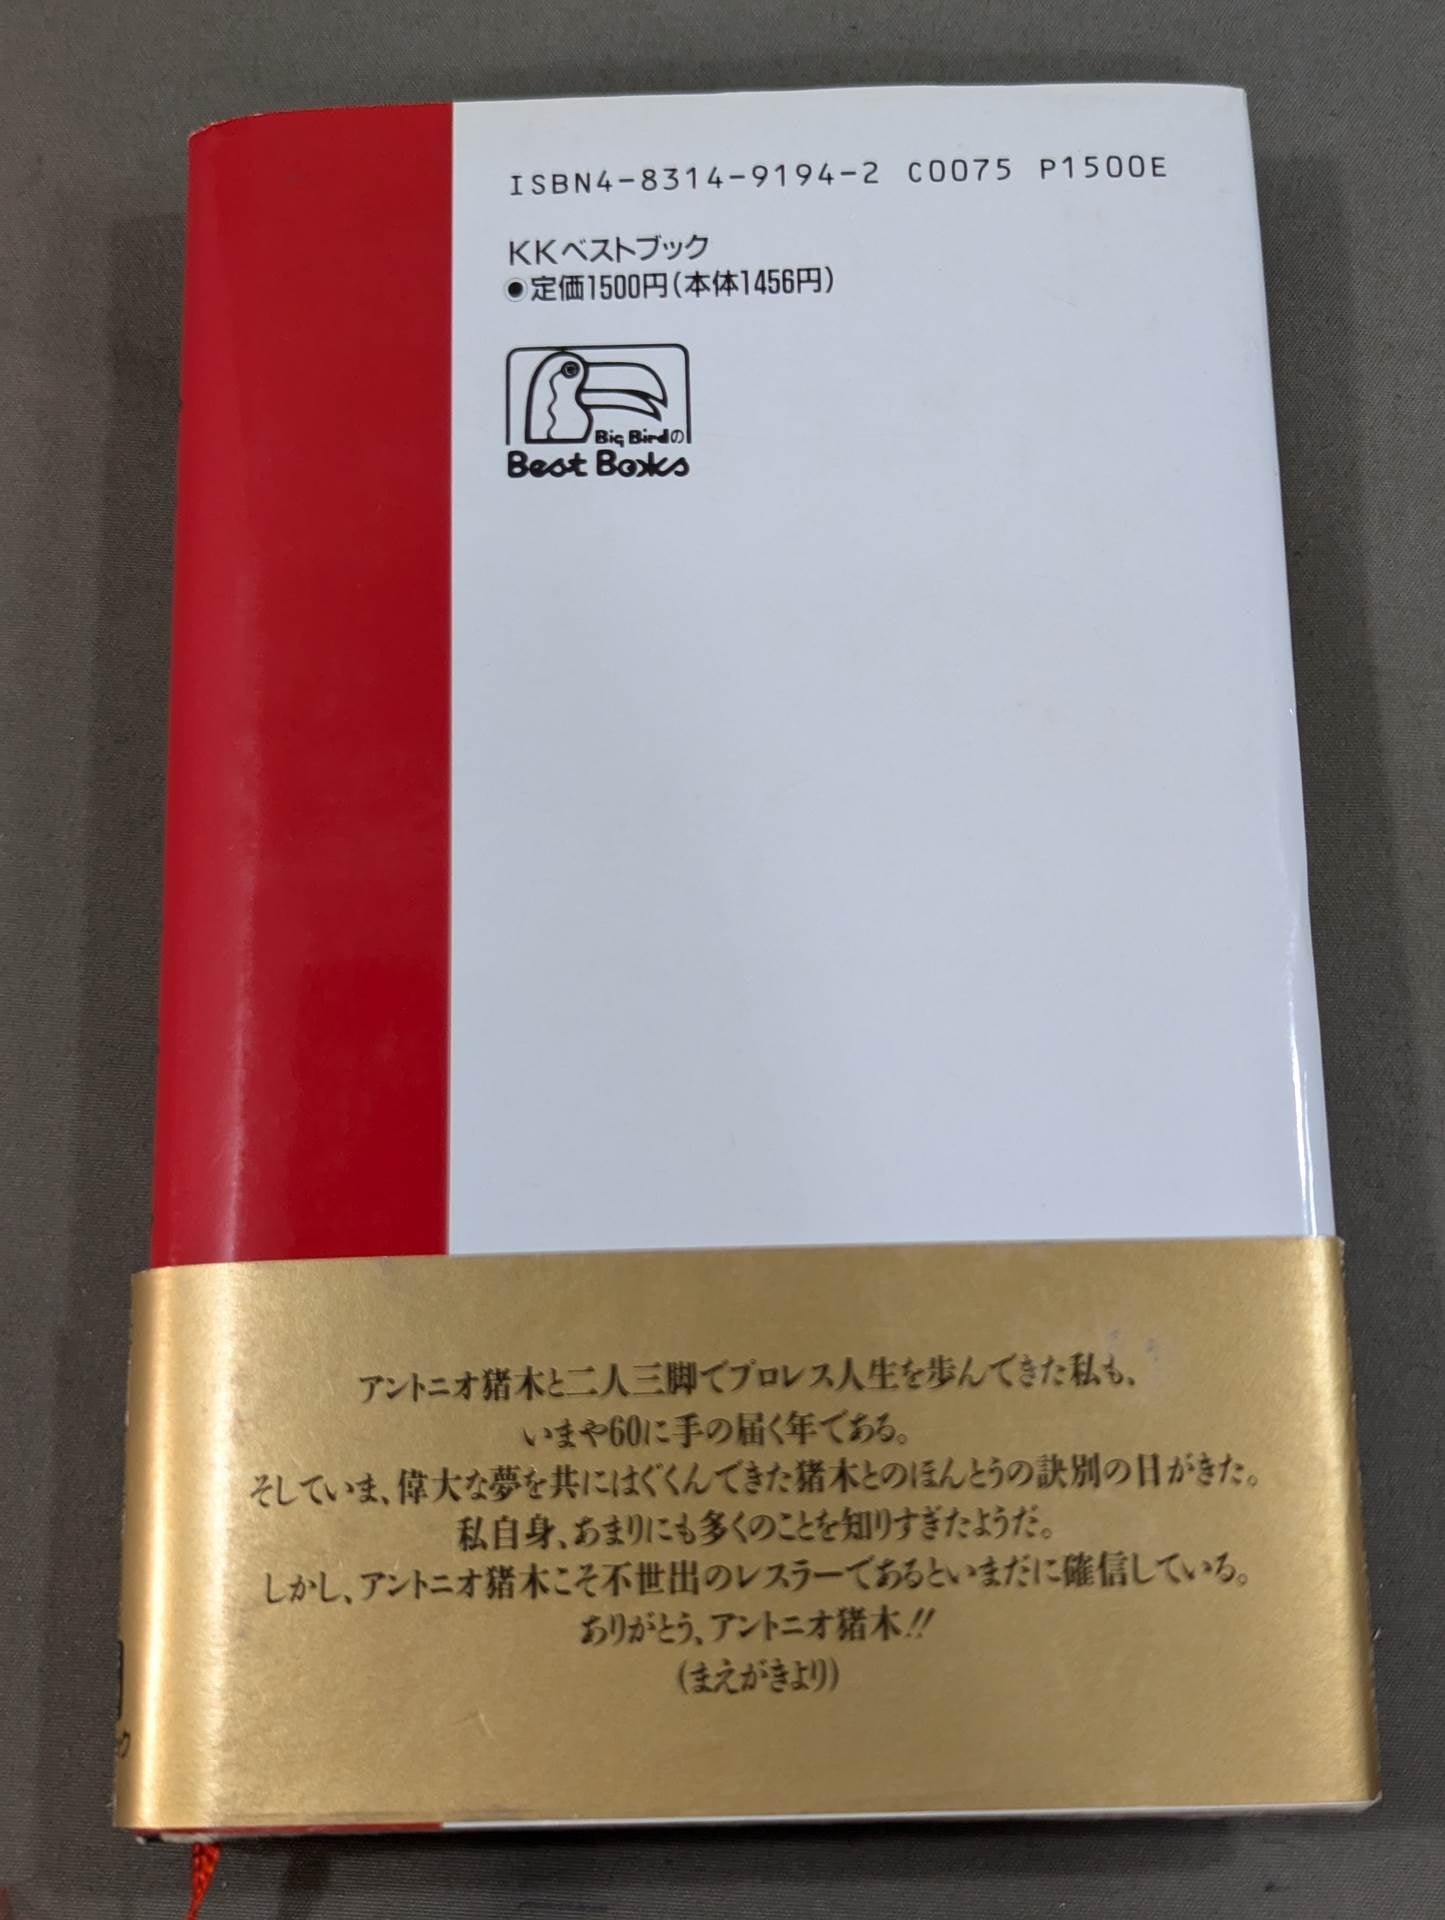 ISBN4-8314-9194-2 C0075 P1500E
KKベストブック
●定価1500円(本体1456円)
Big Birdの
Best Books
アントニオ猪木と二人三脚でプロレス人生を歩んできた私も、
いまや60に手の届く年である。
そしていま、偉大な夢を共にはぐくんできた猪木とのほんとうの訣別の日がきた。
私自身、あまりにも多くのことを知りすぎたようだ。
しかし、アントニオ猪木こそ不世出のレスラーであるといまだに確信している。
ありがとう、アントニオ猪木!!
(まえがきより)